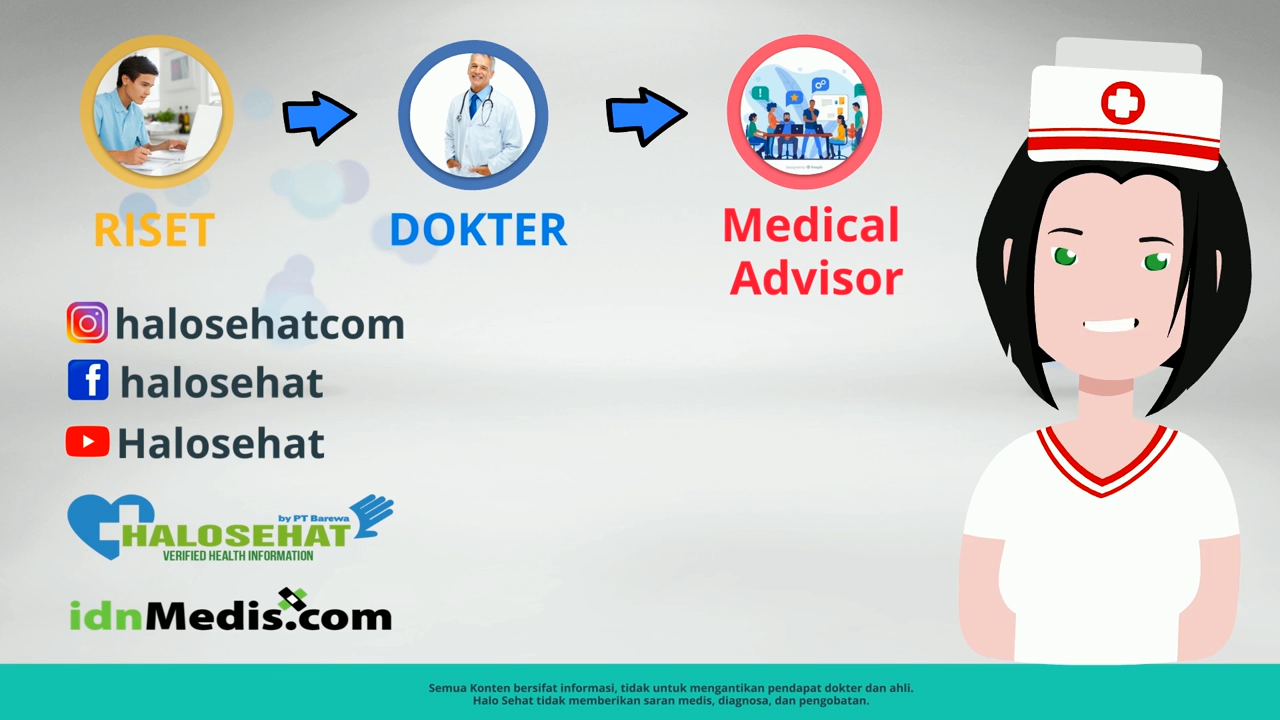 RISET
DOKTER
Medical
Advisor
halosehatcom
halosehat
Halosehat
by PT Barewa
HALOSEHAT
VERIFIED HEALTH INFORMATION
idnMedis.com
Semua Konten bersifat informasi, tidak untuk mengantikan pendapat dokter dan ahli.
Halo Sehat tidak memberikan saran medis, diagnosa, dan pengobatan.